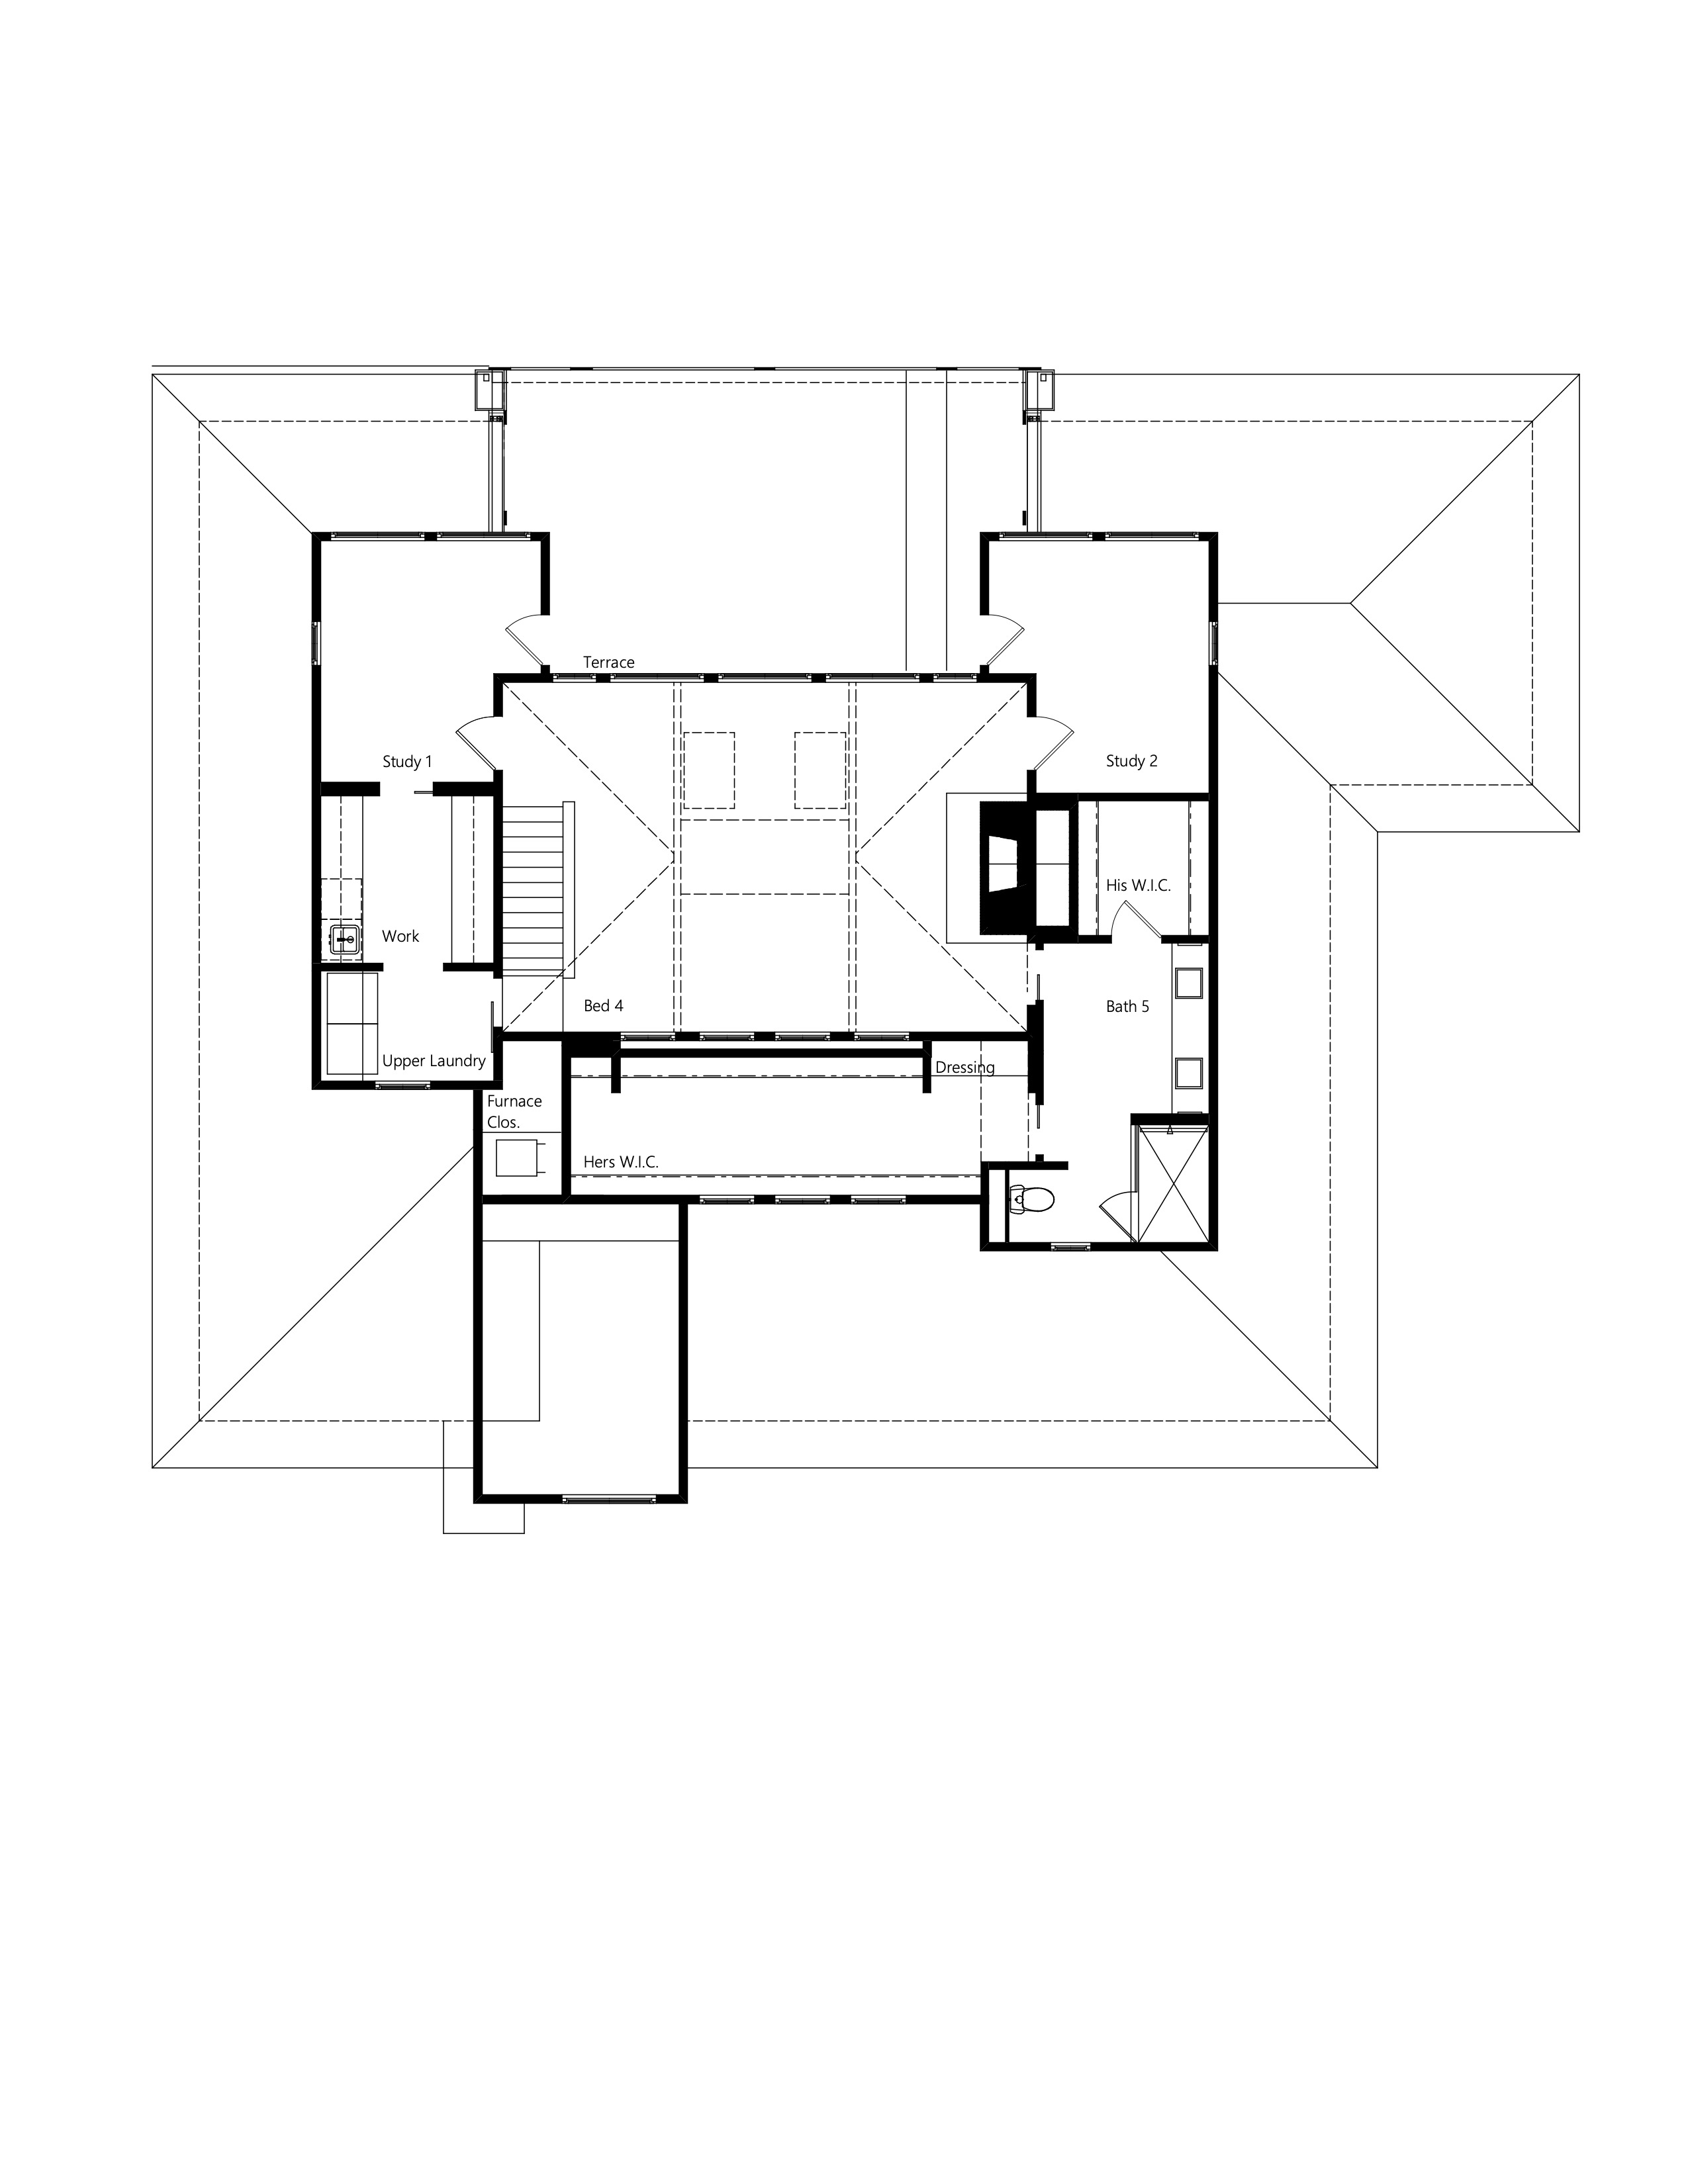 Terrace
Study 1
Study 2
His W.I.C.
Work
Bed 4
Bath 5
Upper Laundry
Dressing
Furnace
Clos.
Hers W.I.C.